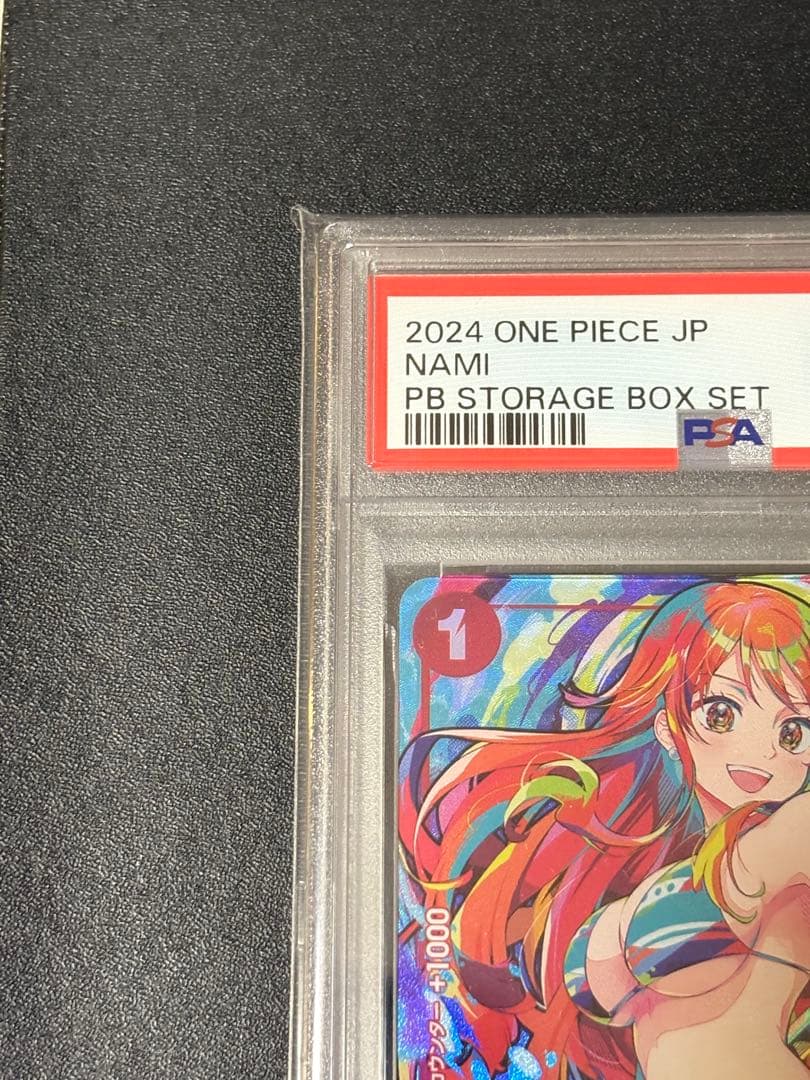 2024 ONE PIECE JP
NAMI
PB STORAGE BOX SET
PSA
1
カウンター +1000